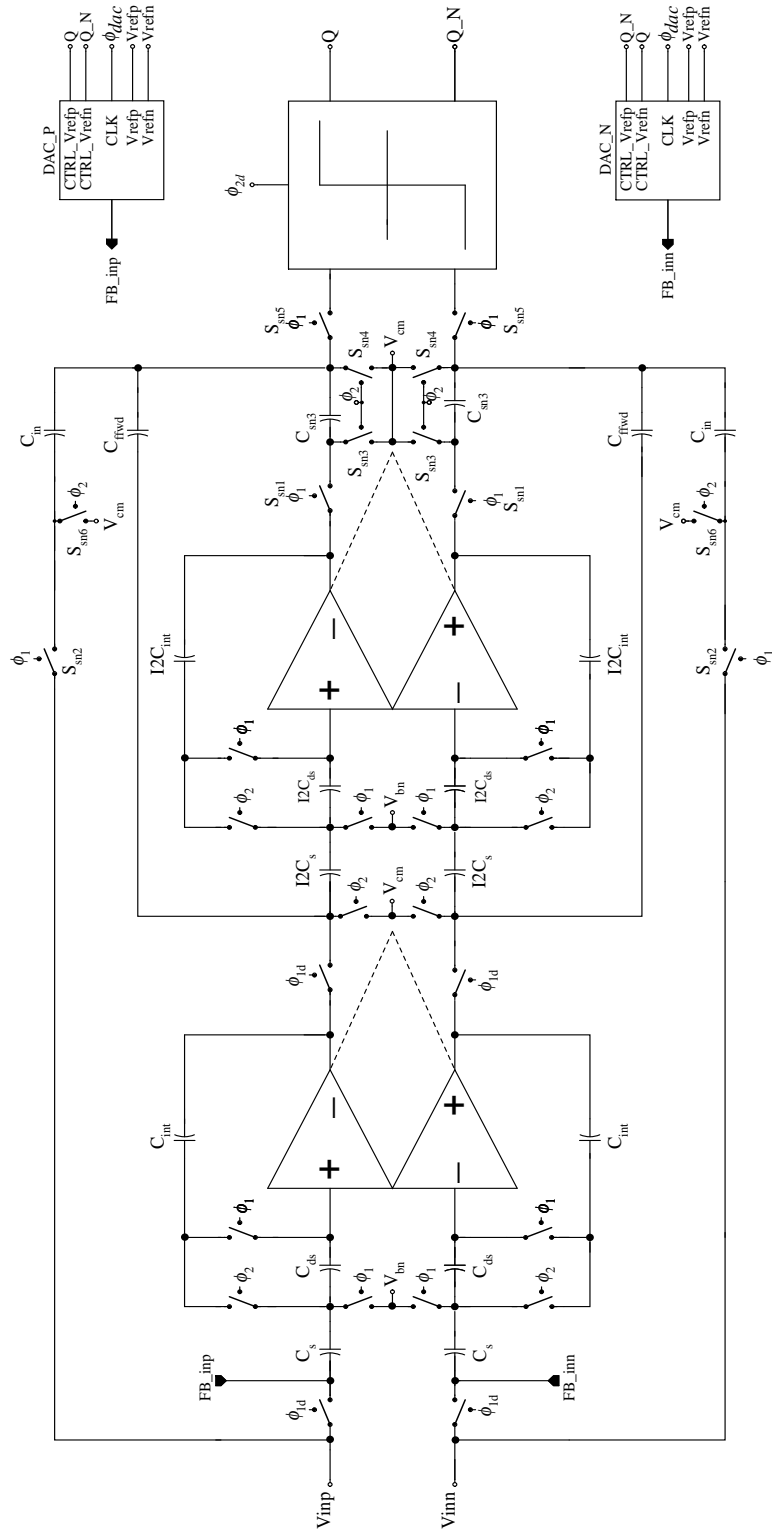 DAC_P
CTRL_Vrefp
CTRL_Vrefn
CLK
Vrefp
Vrefn
Q
Q_N
ϕdac
Vrefp
Vrefn
FB_inp
Cin
ϕ2
Ssn6
Vcm
ϕ1
Ssn2
Cffwd
Cint
ϕ1
ϕ2
Cds
ϕ1
Vbn
ϕ1
Cds
ϕ2
ϕ1
Cint
FB_inp
Cs
Cs
FB_inn
ϕ1d
ϕ1d
Vinp
Vinn
+
−
−
+
ϕ1d
ϕ1d
ϕ2
Vcm
ϕ2
I2Cs
I2Cs
I2Cint
ϕ1
ϕ2
I2Cds
ϕ1
Vbn
ϕ1
I2Cds
ϕ2
ϕ1
I2Cint
+
−
−
+
Ssn1
ϕ1
ϕ1
Ssn1
Csn3
Csn3
Ssn3
Ssn3
ϕ2
ϕ2
Ssn4
Vcm
Ssn4
Ssn5
ϕ1
ϕ1
Ssn5
ϕ2d
Q
Q_N
Cffwd
Cin
Vcm
ϕ2
Ssn6
Ssn2
ϕ1
DAC_N
CTRL_Vrefp
CTRL_Vrefn
CLK
Vrefp
Vrefn
Q_N
Q
ϕdac
Vrefp
Vrefn
FB_inn